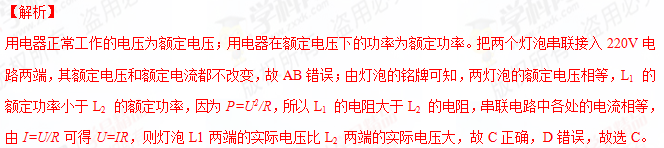 【解析】
用电器正常工作的电压为额定电压；用电器在额定电压下的功率为额定功率。把两个灯泡串联接入 220V 电
路两端，其额定电压和额定电流都不改变，故 AB 错误；由灯泡的铭牌可知，两灯泡的额定电压相等，L₁ 的
额定功率小于 L₂ 的额定功率，因为 P=U²/R，所以 L₁ 的电阻大于 L₂ 的电阻，串联电路中各处的电流相等，
由 I=U/R 可得 U=IR，则灯泡 L1 两端的实际电压比 L₂ 两端的实际电压大，故 C 正确，D 错误，故选 C。